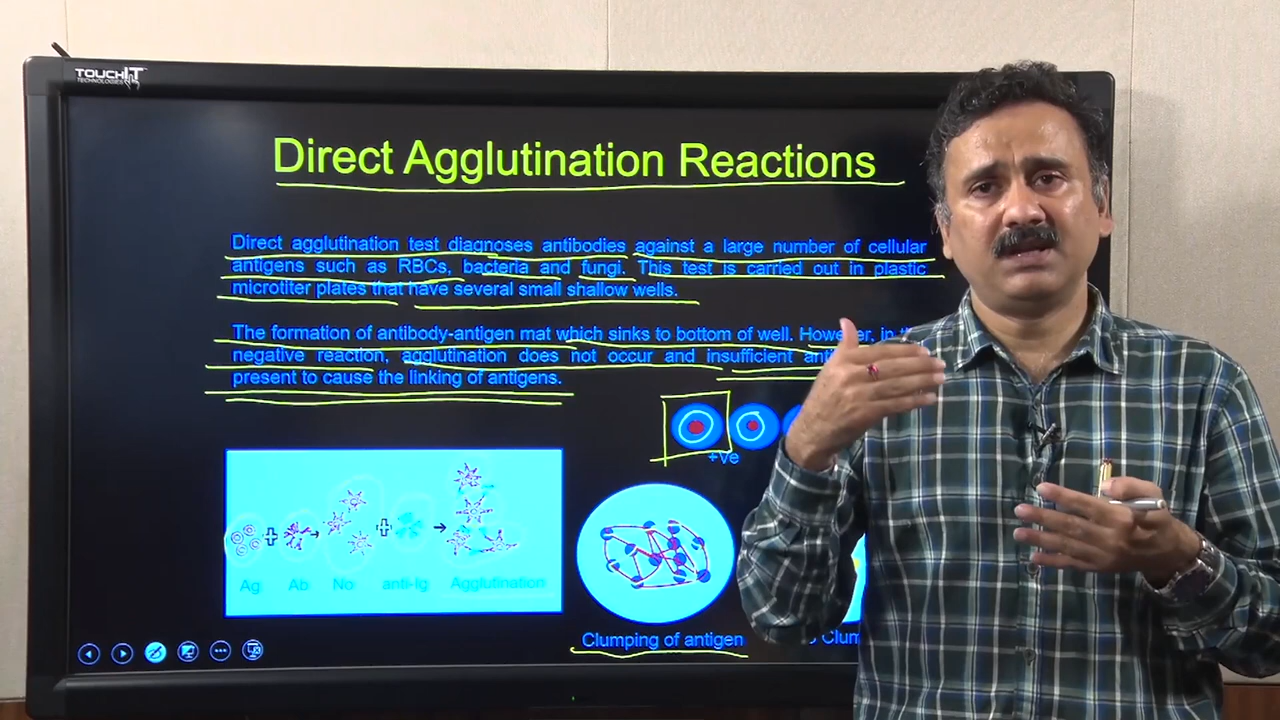 TOUCHIT
TECHNOLOGIES
Direct Agglutination Reactions
Direct agglutination test diagnoses antibodies against a large number of cellular
antigens such as RBCs, bacteria and fungi. This test is carried out in plastic
microtiter plates that have several small shallow wells.
The formation of antibody-antigen mat which sinks to bottom of well. However, in
negative reaction, agglutination does not occur and insufficient
present to cause the linking of antigens.
+ve
Ag Ab No anti-Ig Agglutination
Clumping of antigen